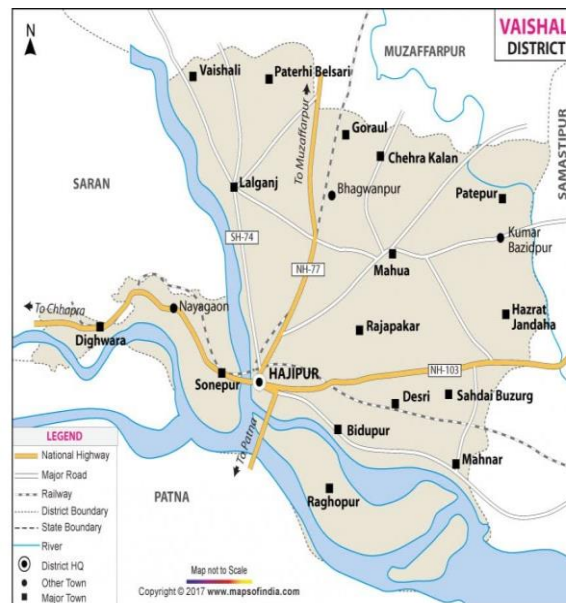 VAISHALI
DISTRICT
N
MUZAFFARPUR
SAMASTIPUR
SARAN
PATNA
Vaishali
Paterhi Belsari
To Muzaffarpur
Goraul
Chehra Kalan
Bhagwanpur
Lalganj
Patepur
SH-74
Kumar
Bazidpur
NH-77
Mahua
To Chhapra
Nayagaon
Dighwara
Rajapakar
Hazrat
Jandaha
Sonepur
HAJIPUR
NH-103
Desri
Sahdai Buzurg
To Patna
Bidupur
Mahnar
Raghopur
LEGEND
National Highway
Major Road
Railway
District Boundary
State Boundary
River
District HQ
Other Town
Major Town
Map not to Scale
Copyright © 2017 www.mapsofindia.com